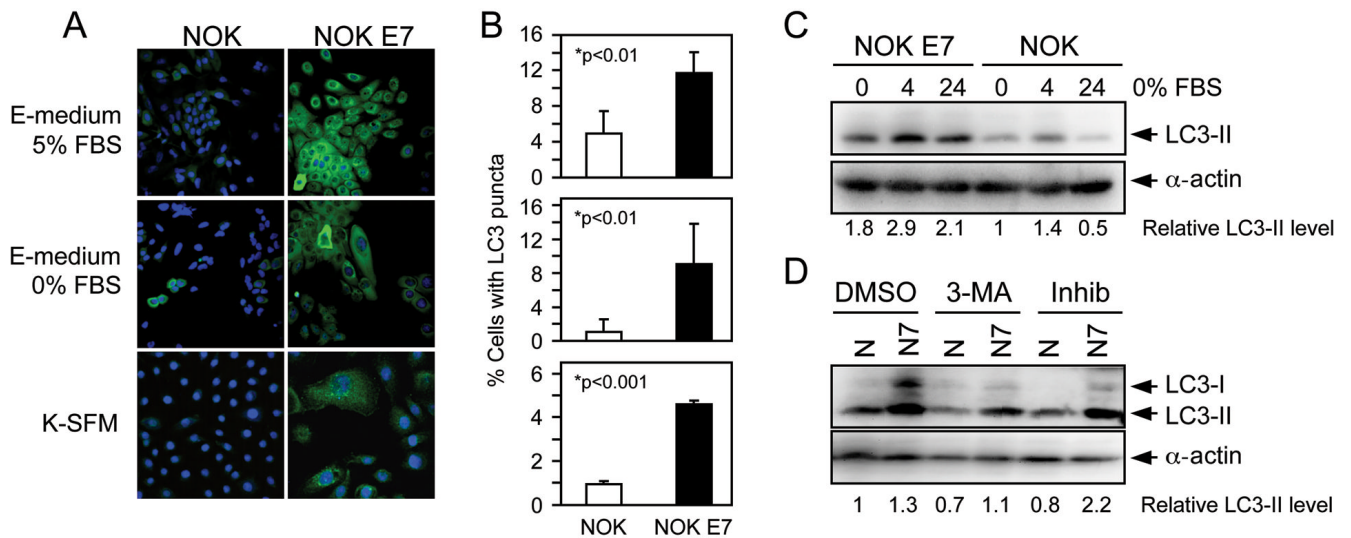 A
NOK
NOK E7
E-medium
5% FBS
E-medium
0% FBS
K-SFM
B
% Cells with LC3 puncta
16
12
8
4
0
*p<0.01
16
12
8
4
0
*p<0.01
6
4
2
0
*p<0.001
NOK
NOK E7
C
NOK E7
NOK
0 4 24 0 4 24 0% FBS
LC3-II
α-actin
1.8 2.9 2.1 1 1.4 0.5 Relative LC3-II level
D
DMSO
3-MA
Inhib
N N7 N N7 N N7
LC3-I
LC3-II
α-actin
1 1.3 0.7 1.1 0.8 2.2 Relative LC3-II level